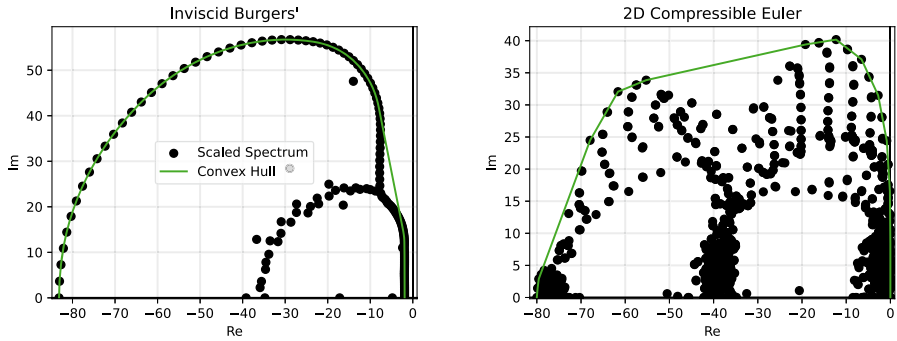 Inviscid Burgers'
Im
50
40
30
20
10
0
Scaled Spectrum
Convex Hull
−80 −70 −60 −50 −40 −30 −20 −10 0
Re
2D Compressible Euler
Im
40
35
30
25
20
15
10
5
0
−80 −70 −60 −50 −40 −30 −20 −10 0
Re